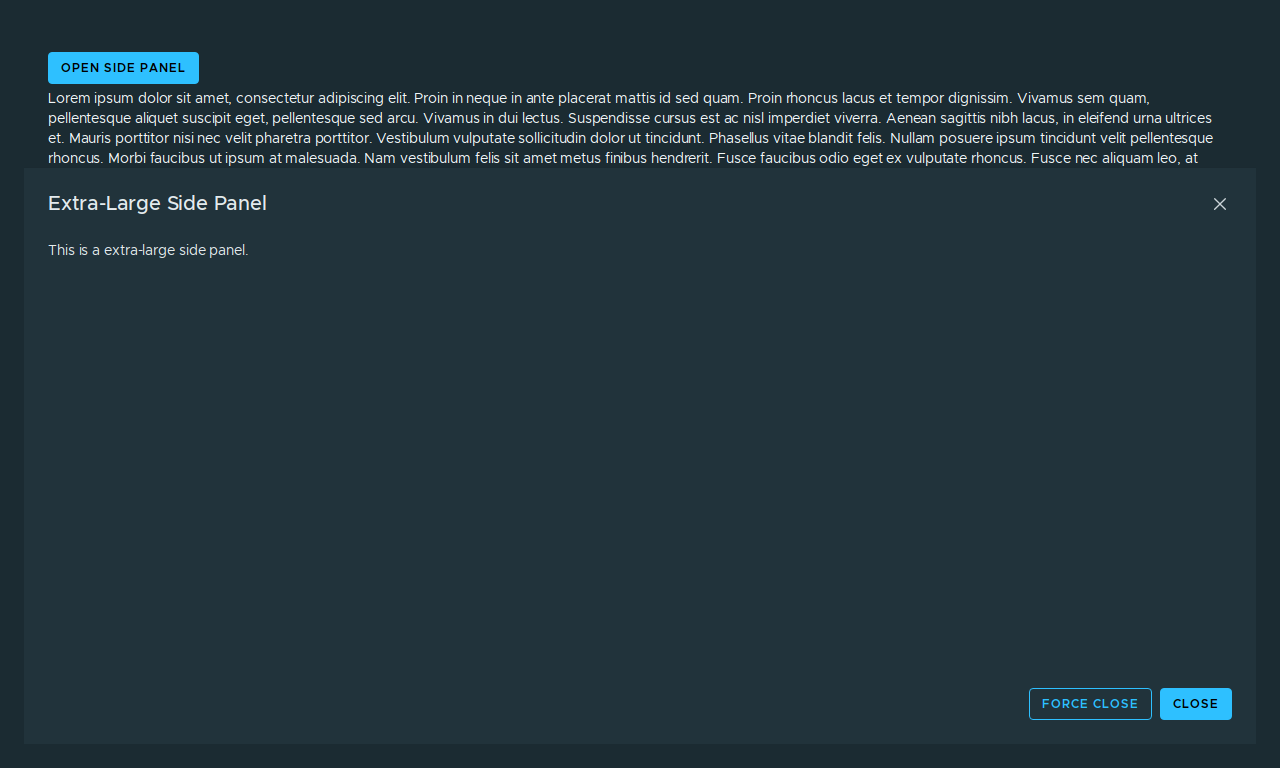 OPEN SIDE PANEL
Lorem ipsum dolor sit amet, consectetur adipiscing elit. Proin in neque in ante placerat mattis id sed quam. Proin rhoncus lacus et tempor dignissim. Vivamus sem quam,
pellentesque aliquet suscipit eget, pellentesque sed arcu. Vivamus in dui lectus. Suspendisse cursus est ac nisl imperdiet viverra. Aenean sagittis nibh lacus, in eleifend urna ultrices
et. Mauris porttitor nisi nec velit pharetra porttitor. Vestibulum vulputate sollicitudin dolor ut tincidunt. Phasellus vitae blandit felis. Nullam posuere ipsum tincidunt velit pellentesque
rhoncus. Morbi faucibus ut ipsum at malesuada. Nam vestibulum felis sit amet metus finibus hendrerit. Fusce faucibus odio eget ex vulputate rhoncus. Fusce nec aliquam leo, at
Extra-Large Side Panel
This is a extra-large side panel.
FORCE CLOSE
CLOSE